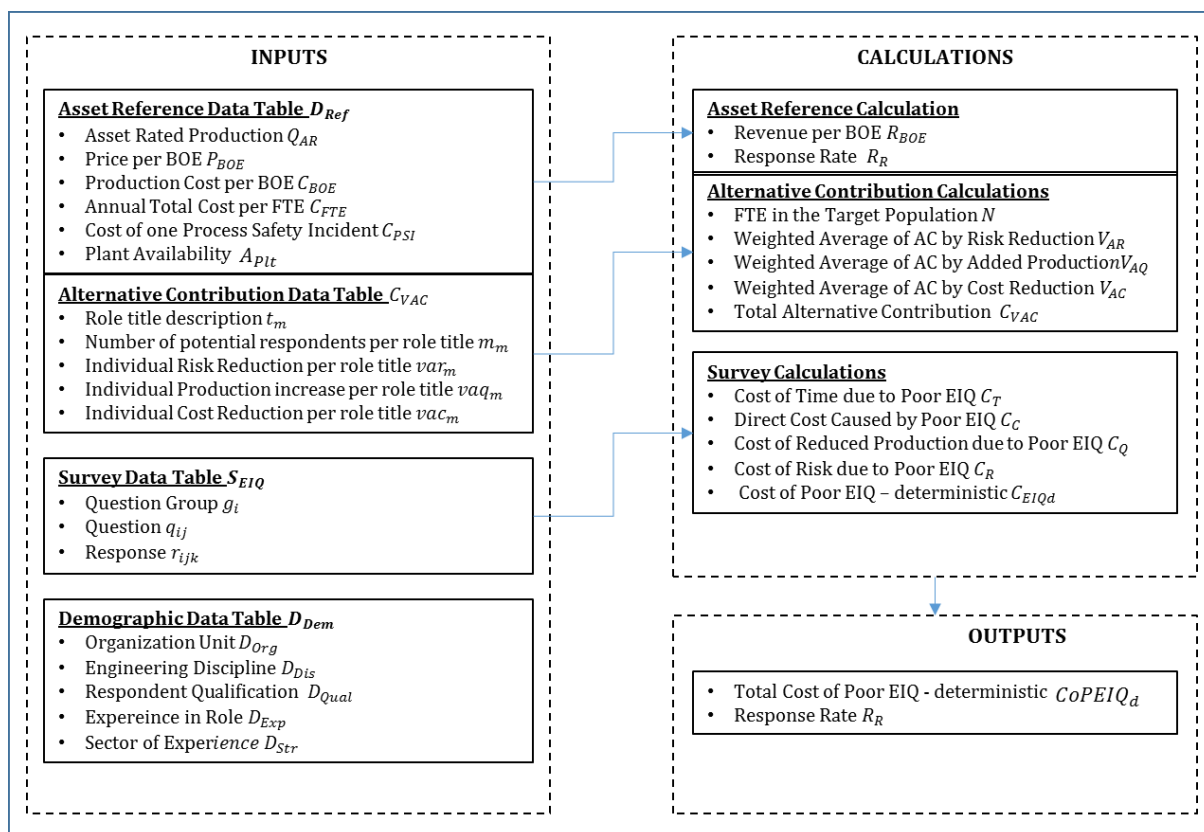 INPUTS
Asset Reference Data Table D_Ref
• Asset Rated Production Q_AR
• Price per BOE P_BOE
• Production Cost per BOE C_BOE
• Annual Total Cost per FTE C_FTE
• Cost of one Process Safety Incident C_PSI
• Plant Availability A_Plt
Alternative Contribution Data Table C_VAC
• Role title description t_m
• Number of potential respondents per role title m_m
• Individual Risk Reduction per role title var_m
• Individual Production increase per role title vaq_m
• Individual Cost Reduction per role title vac_m
Survey Data Table S_EIQ
• Question Group g_i
• Question q_ij
• Response r_ijk
Demographic Data Table D_Dem
• Organization Unit D_Org
• Engineering Discipline D_Dis
• Respondent Qualification D_Qual
• Expereince in Role D_Exp
• Sector of Experience D_Str
CALCULATIONS
Asset Reference Calculation
• Revenue per BOE R_BOE
• Response Rate R_R
Alternative Contribution Calculations
• FTE in the Target Population N
• Weighted Average of AC by Risk Reduction V_AR
• Weighted Average of AC by Added ProductionV_AQ
• Weighted Average of AC by Cost Reduction V_AC
• Total Alternative Contribution C_VAC
Survey Calculations
• Cost of Time due to Poor EIQ C_T
• Direct Cost Caused by Poor EIQ C_C
• Cost of Reduced Production due to Poor EIQ C_Q
• Cost of Risk due to Poor EIQ C_R
• Cost of Poor EIQ – deterministic C_EIQd
OUTPUTS
• Total Cost of Poor EIQ - deterministic CoPEIQ_d
• Response Rate R_R